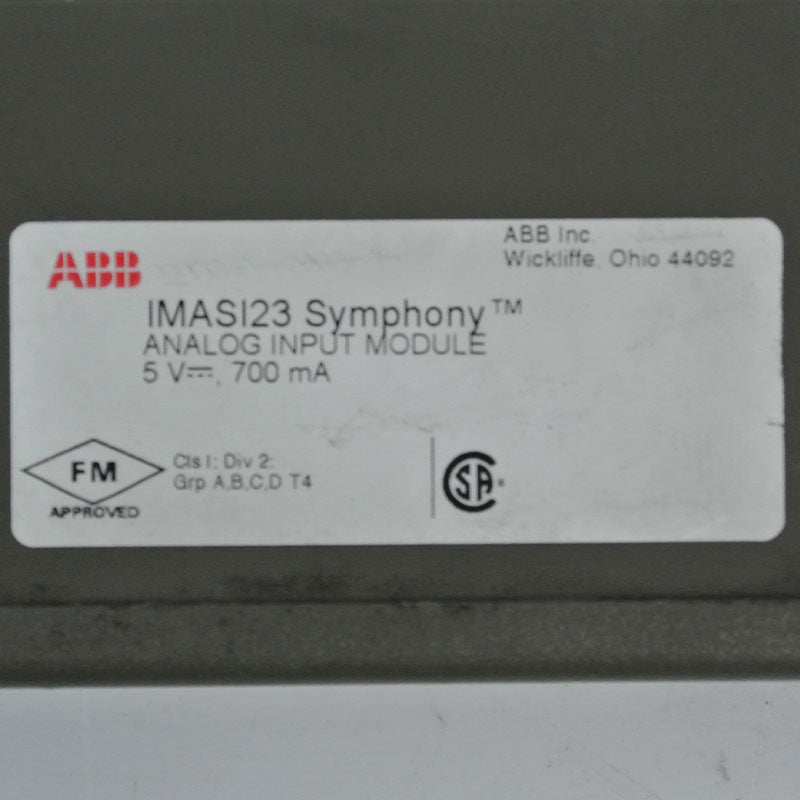 ABB
ABB Inc.
Wickliffe, Ohio 44092
IMASI23 Symphony™
ANALOG INPUT MODULE
5 V⎓, 700 mA
FM
APPROVED
Cls I; Div 2;
Grp A,B,C,D T4
SA®